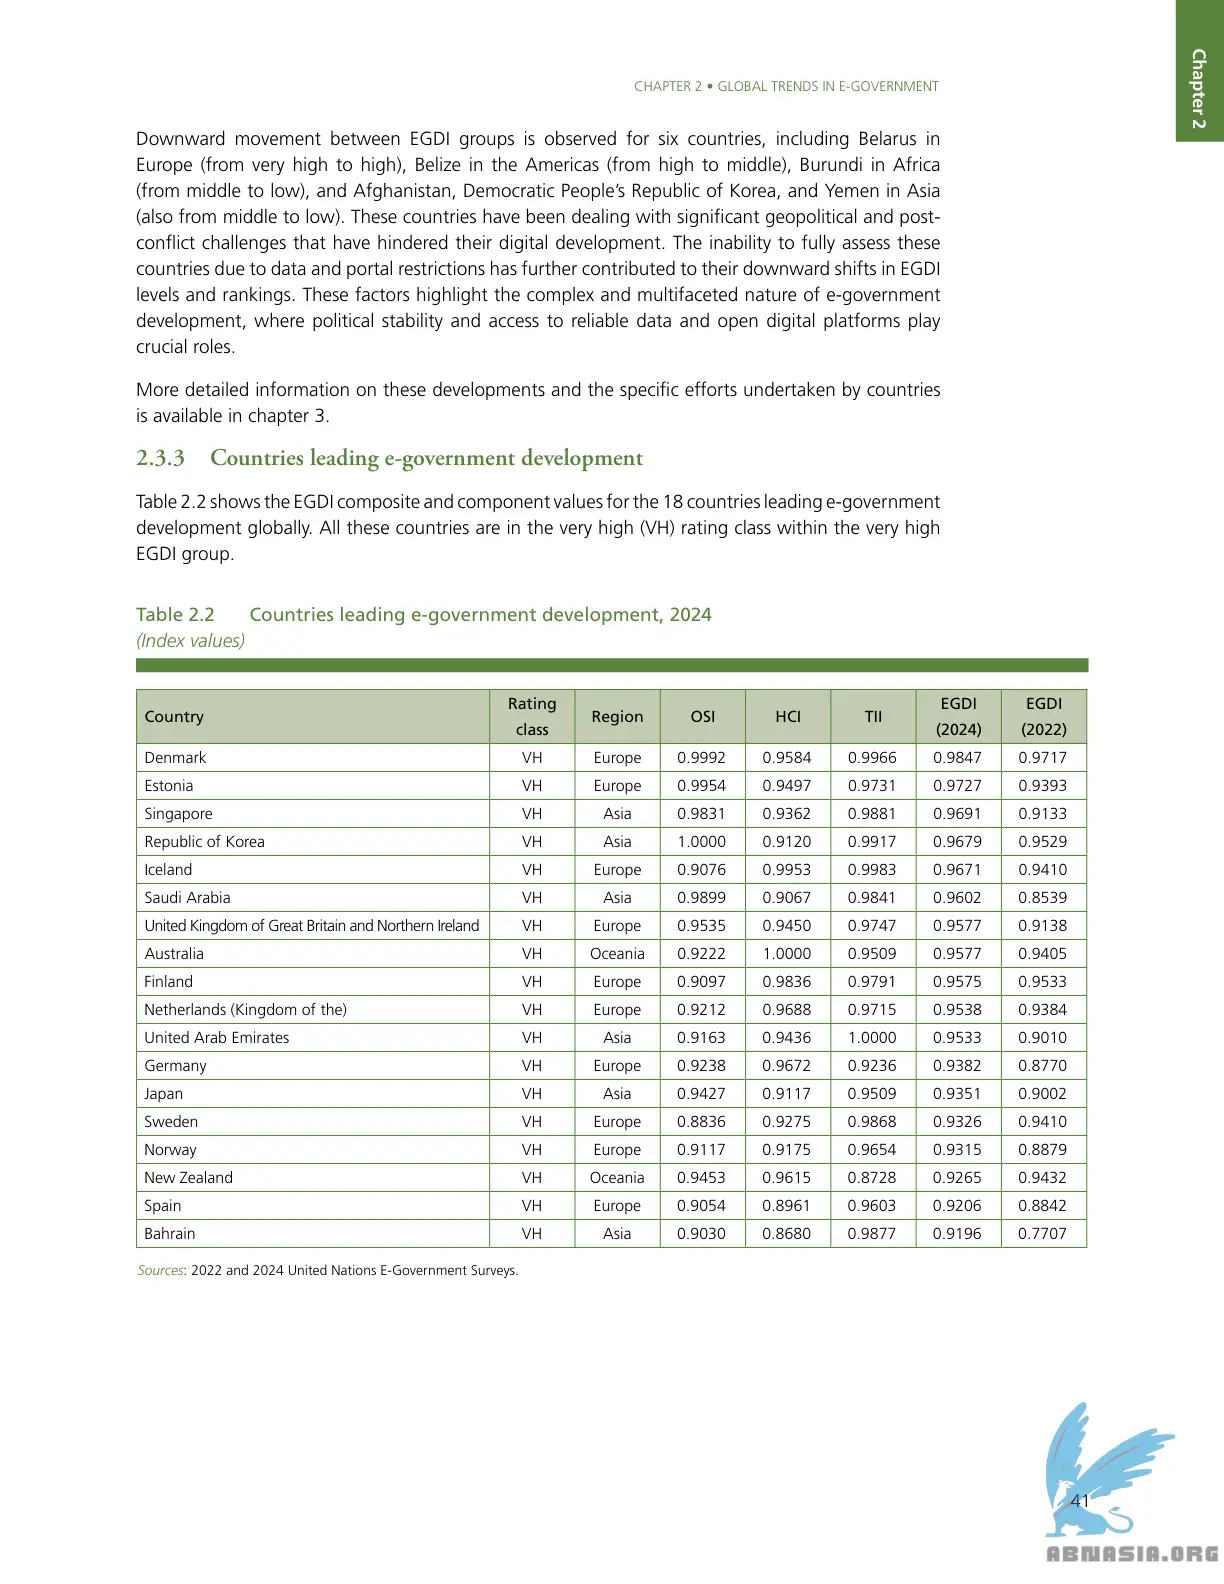 Chapter 2
CHAPTER 2 • GLOBAL TRENDS IN E-GOVERNMENT
Downward movement between EGDI groups is observed for six countries, including Belarus in
Europe (from very high to high), Belize in the Americas (from high to middle), Burundi in Africa
(from middle to low), and Afghanistan, Democratic People’s Republic of Korea, and Yemen in Asia
(also from middle to low). These countries have been dealing with significant geopolitical and post-
conflict challenges that have hindered their digital development. The inability to fully assess these
countries due to data and portal restrictions has further contributed to their downward shifts in EGDI
levels and rankings. These factors highlight the complex and multifaceted nature of e-government
development, where political stability and access to reliable data and open digital platforms play
crucial roles.
More detailed information on these developments and the specific efforts undertaken by countries
is available in chapter 3.
2.3.3 Countries leading e-government development
Table 2.2 shows the EGDI composite and component values for the 18 countries leading e-government
development globally. All these countries are in the very high (VH) rating class within the very high
EGDI group.
Table 2.2 Countries leading e-government development, 2024
(Index values)
Country Rating class Region OSI HCI TII EGDI (2024) EGDI (2022)
Denmark VH Europe 0.9992 0.9584 0.9966 0.9847 0.9717
Estonia VH Europe 0.9954 0.9497 0.9731 0.9727 0.9393
Singapore VH Asia 0.9831 0.9362 0.9881 0.9691 0.9133
Republic of Korea VH Asia 1.0000 0.9120 0.9917 0.9679 0.9529
Iceland VH Europe 0.9076 0.9953 0.9983 0.9671 0.9410
Saudi Arabia VH Asia 0.9899 0.9067 0.9841 0.9602 0.8539
United Kingdom of Great Britain and Northern Ireland VH Europe 0.9535 0.9450 0.9747 0.9577 0.9138
Australia VH Oceania 0.9222 1.0000 0.9509 0.9577 0.9405
Finland VH Europe 0.9097 0.9836 0.9791 0.9575 0.9533
Netherlands (Kingdom of the) VH Europe 0.9212 0.9688 0.9715 0.9538 0.9384
United Arab Emirates VH Asia 0.9163 0.9436 1.0000 0.9533 0.9010
Germany VH Europe 0.9238 0.9672 0.9236 0.9382 0.8770
Japan VH Asia 0.9427 0.9117 0.9509 0.9351 0.9002
Sweden VH Europe 0.8836 0.9275 0.9868 0.9326 0.9410
Norway VH Europe 0.9117 0.9175 0.9654 0.9315 0.8879
New Zealand VH Oceania 0.9453 0.9615 0.8728 0.9265 0.9432
Spain VH Europe 0.9054 0.8961 0.9603 0.9206 0.8842
Bahrain VH Asia 0.9030 0.8680 0.9877 0.9196 0.7707
Sources: 2022 and 2024 United Nations E-Government Surveys.
41
ABNASIA.ORG